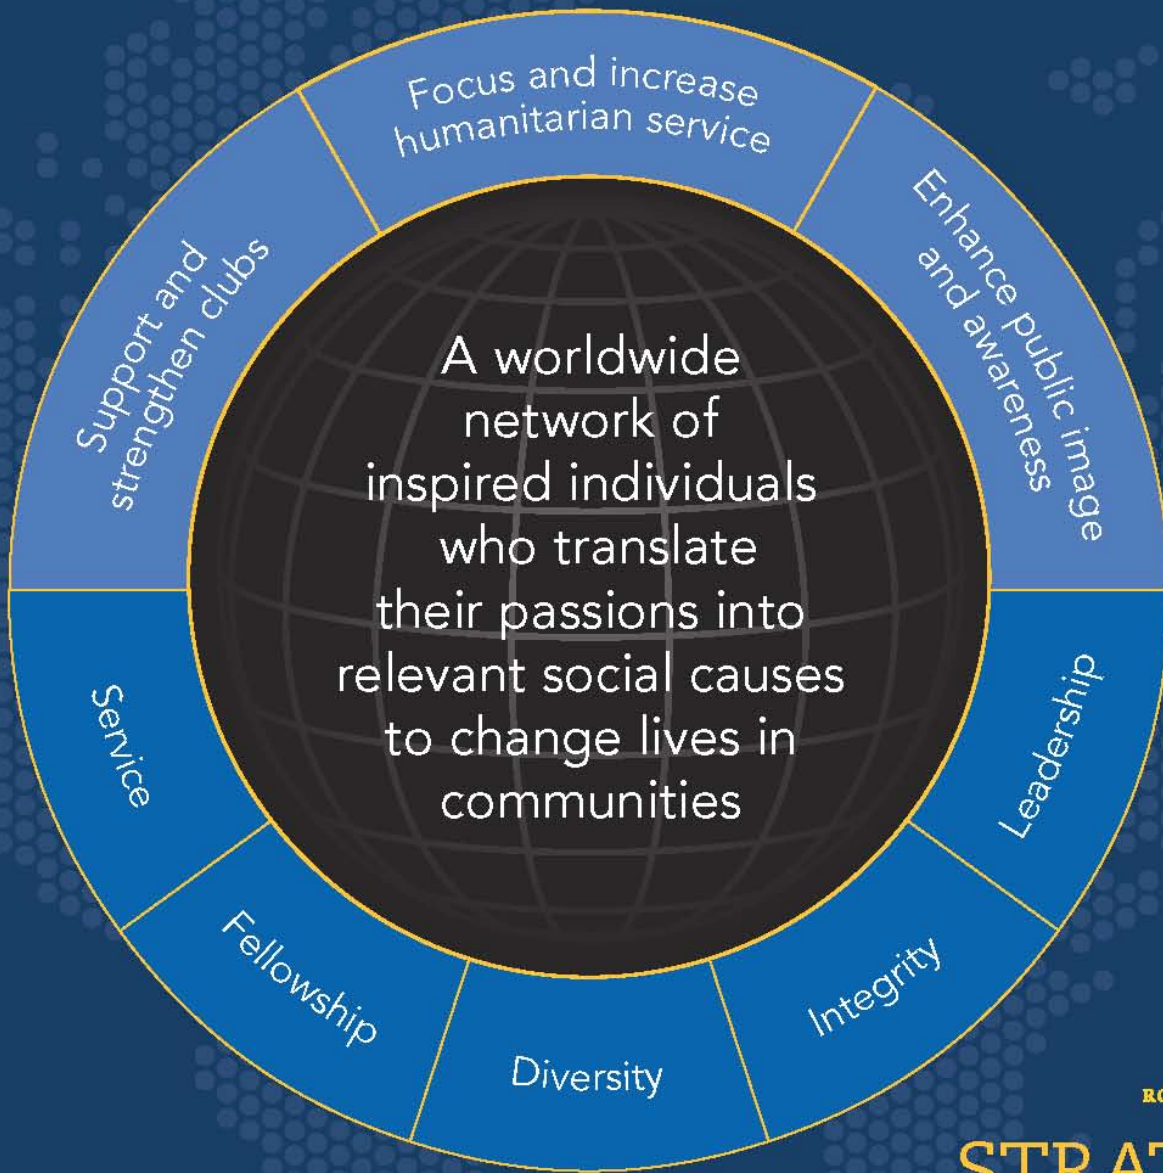 Focus and increase
humanitarian service
Support and
strengthen clubs
Enhance public image
and awareness
A worldwide
network of
inspired individuals
who translate
their passions into
relevant social causes
to change lives in
communities
Service
Fellowship
Diversity
Integrity
Leadership